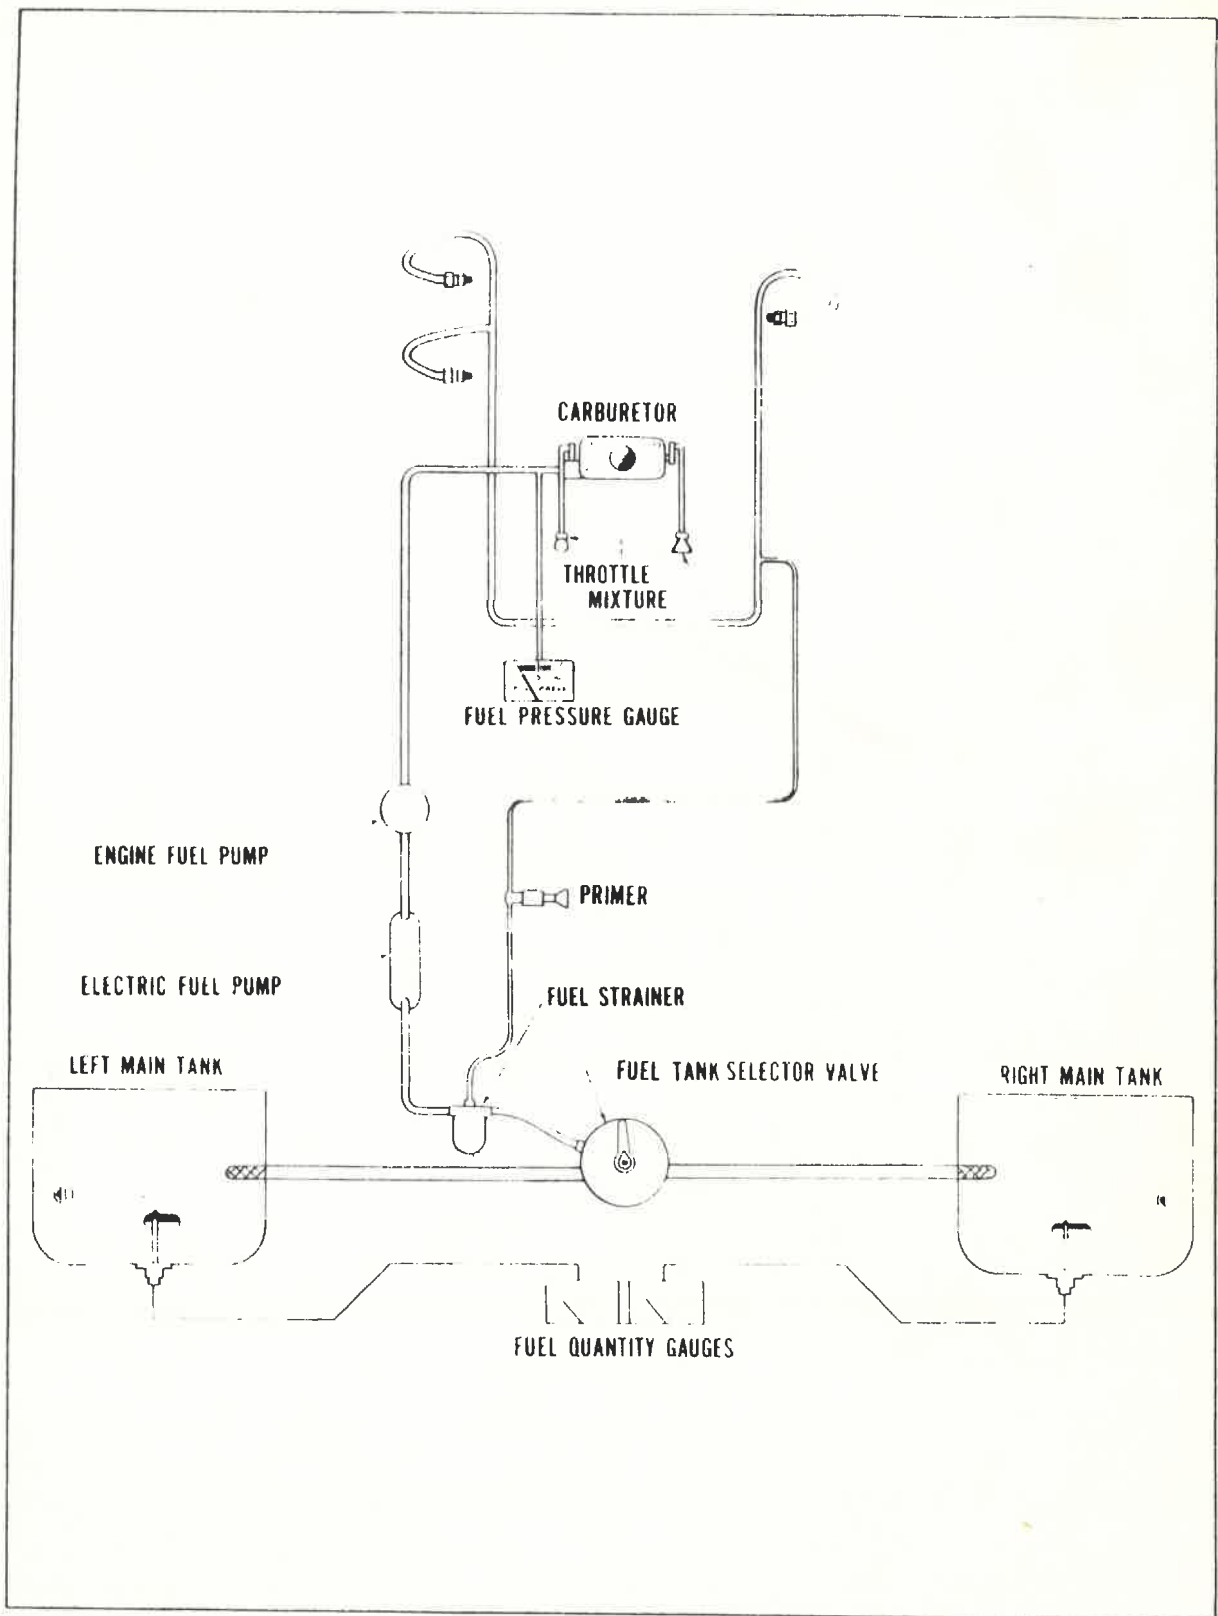 CARBURETOR
THROTTLE
MIXTURE
FUEL PRESSURE GAUGE
ENGINE FUEL PUMP
PRIMER
ELECTRIC FUEL PUMP
FUEL STRAINER
LEFT MAIN TANK
FUEL TANK SELECTOR VALVE
RIGHT MAIN TANK
FUEL QUANTITY GAUGES